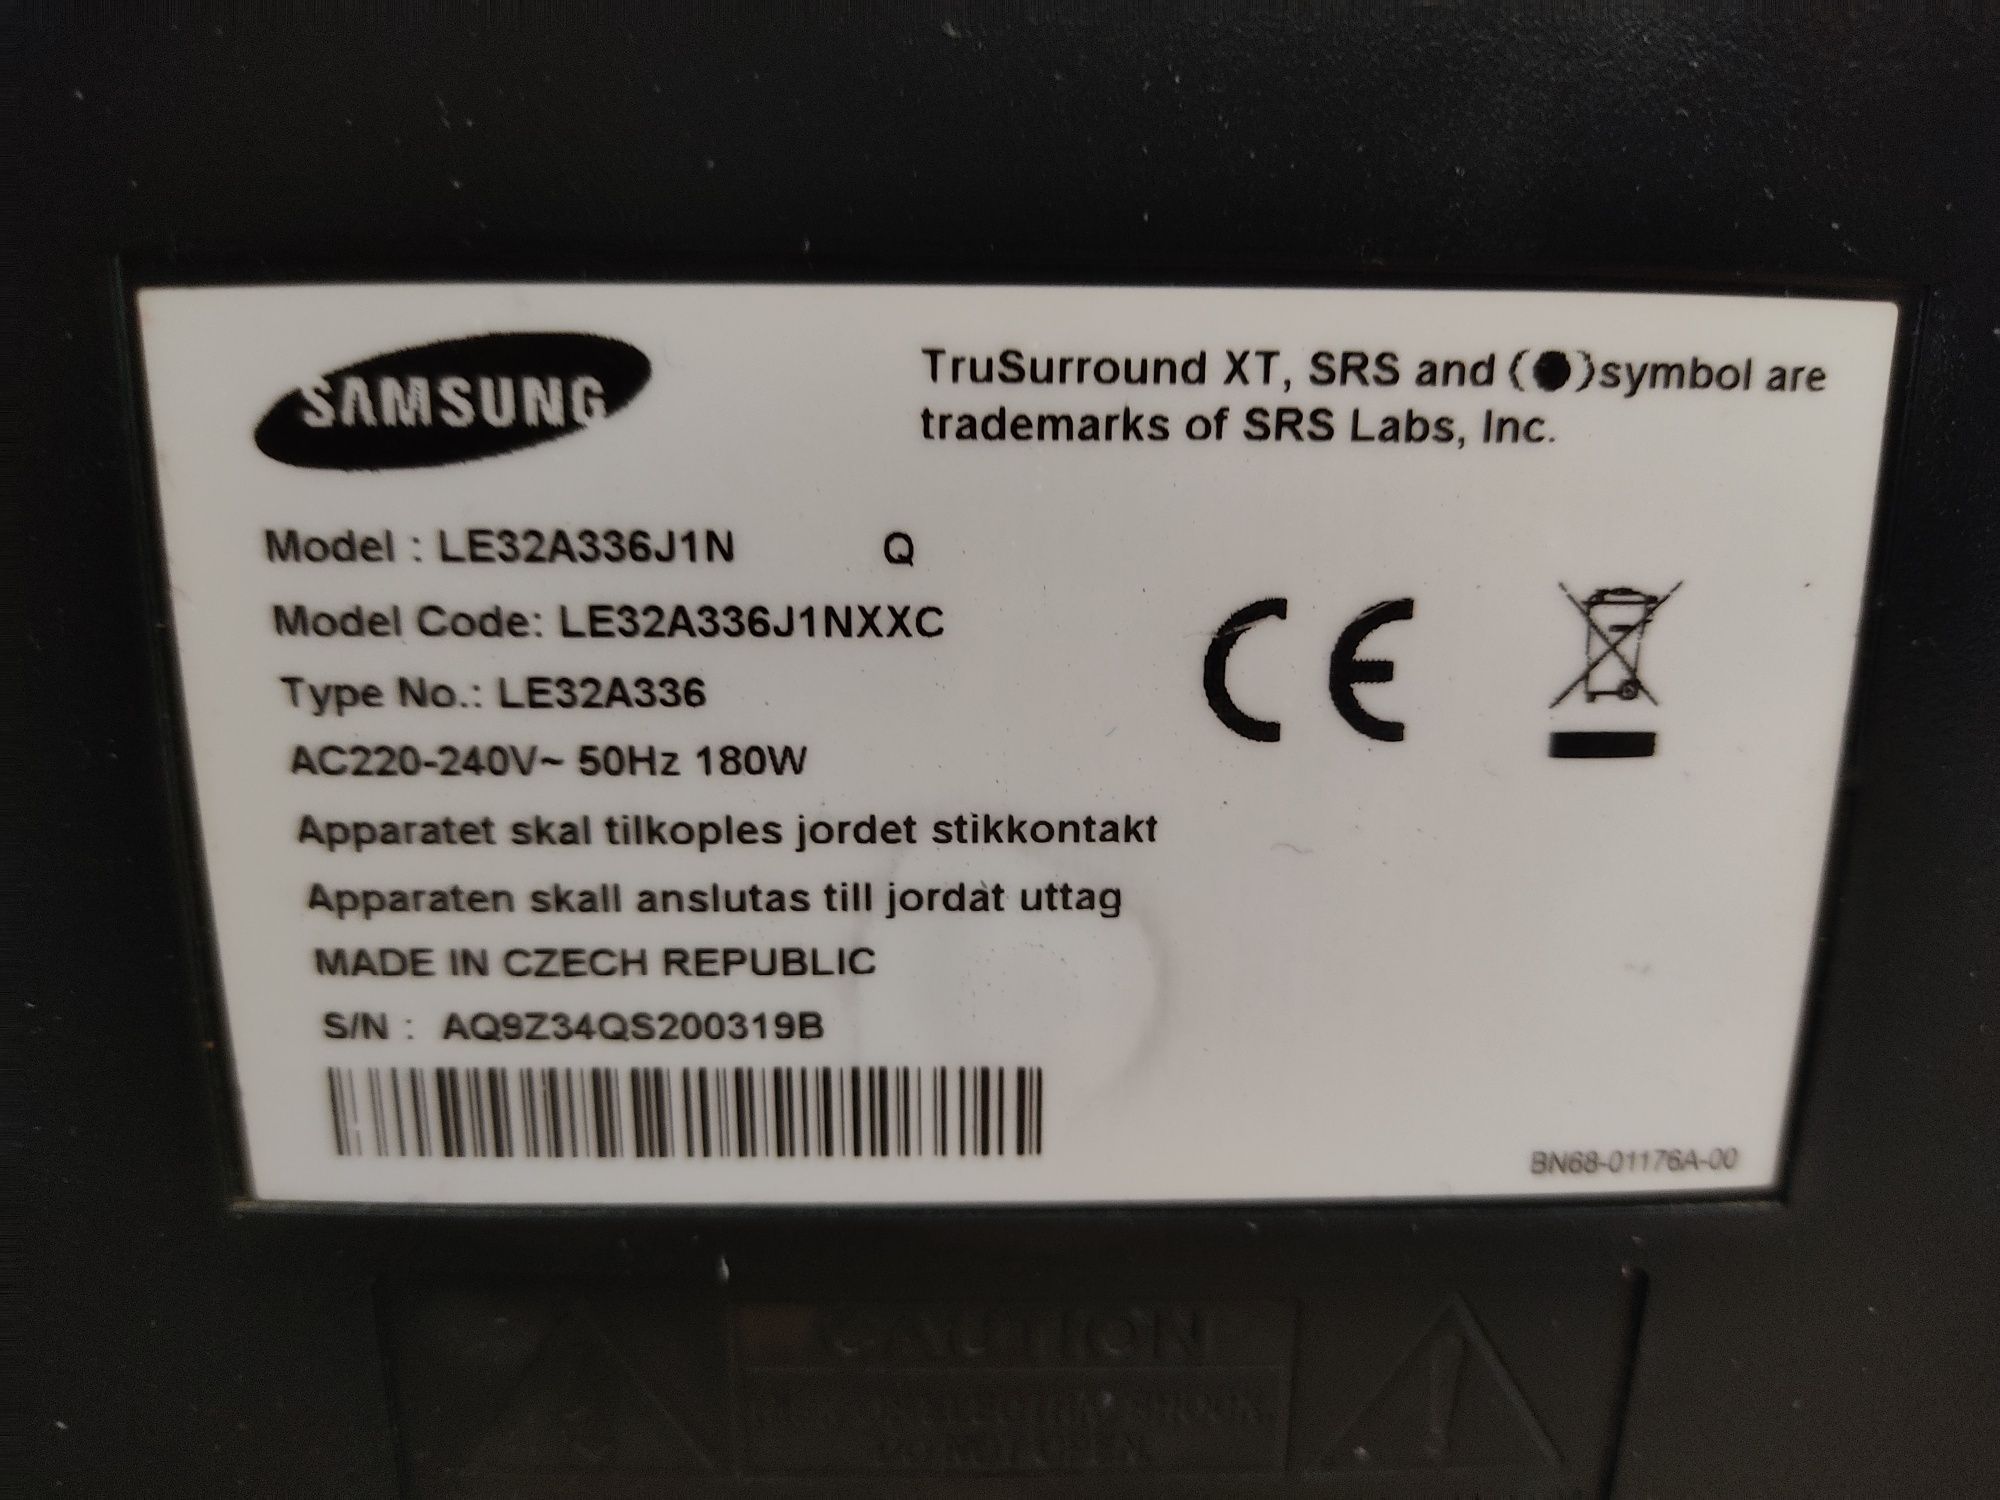 SAMSUNG
TruSurround XT, SRS and (●) symbol are
trademarks of SRS Labs, Inc.
Model : LE32A336J1N Q
Model Code: LE32A336J1NXXC
Type No.: LE32A336
AC220-240V~ 50Hz 180W
Apparatet skal tilkoples jordet stikkontakt
Apparaten skall anslutas till jordat uttag
MADE IN CZECH REPUBLIC
S/N : AQ9Z34QS200319B
CE
BN68-01176A-00
CAUTION